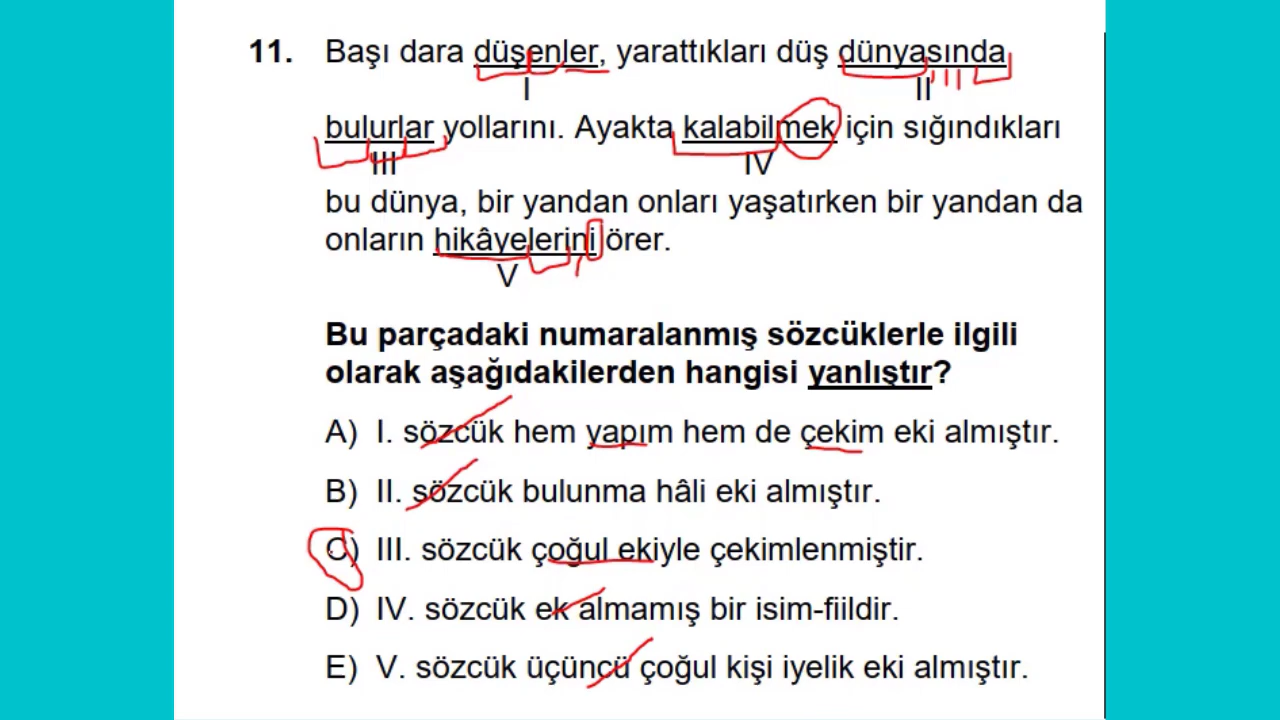 11. Başı dara düşenler, yarattıkları düş dünyasında
I II
bulurlar yollarını. Ayakta kalabilmek için sığındıkları
III IV
bu dünya, bir yandan onları yaşatırken bir yandan da
onların hikâyelerini örer.
V
Bu parçadaki numaralanmış sözcüklerle ilgili
olarak aşağıdakilerden hangisi yanlıştır?
A) I. sözcük hem yapım hem de çekim eki almıştır.
B) II. sözcük bulunma hâli eki almıştır.
C) III. sözcük çoğul ekiyle çekimlenmiştir.
D) IV. sözcük ek almamış bir isim-fiildir.
E) V. sözcük üçüncü çoğul kişi iyelik eki almıştır.